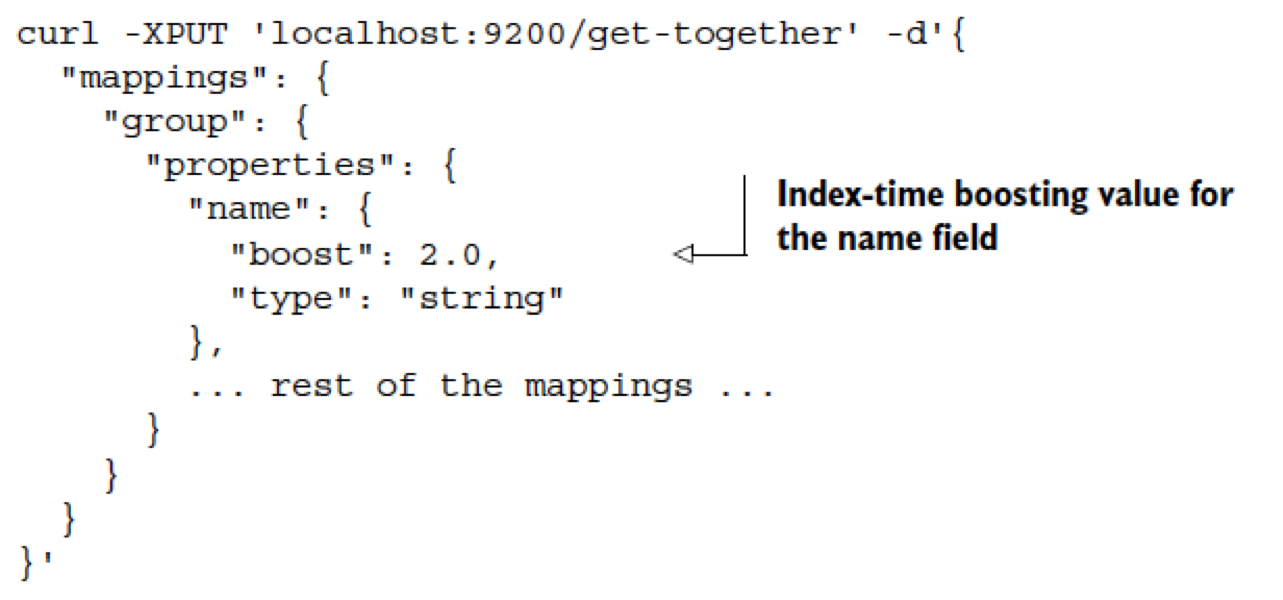 curl -XPUT 'localhost:9200/get-together' -d'{
"mappings": {
"group": {
"properties": {
"name": {
"boost": 2.0,
"type": "string"
},
... rest of the mappings ...
}
}
}
}'
Index-time boosting value for
the name field